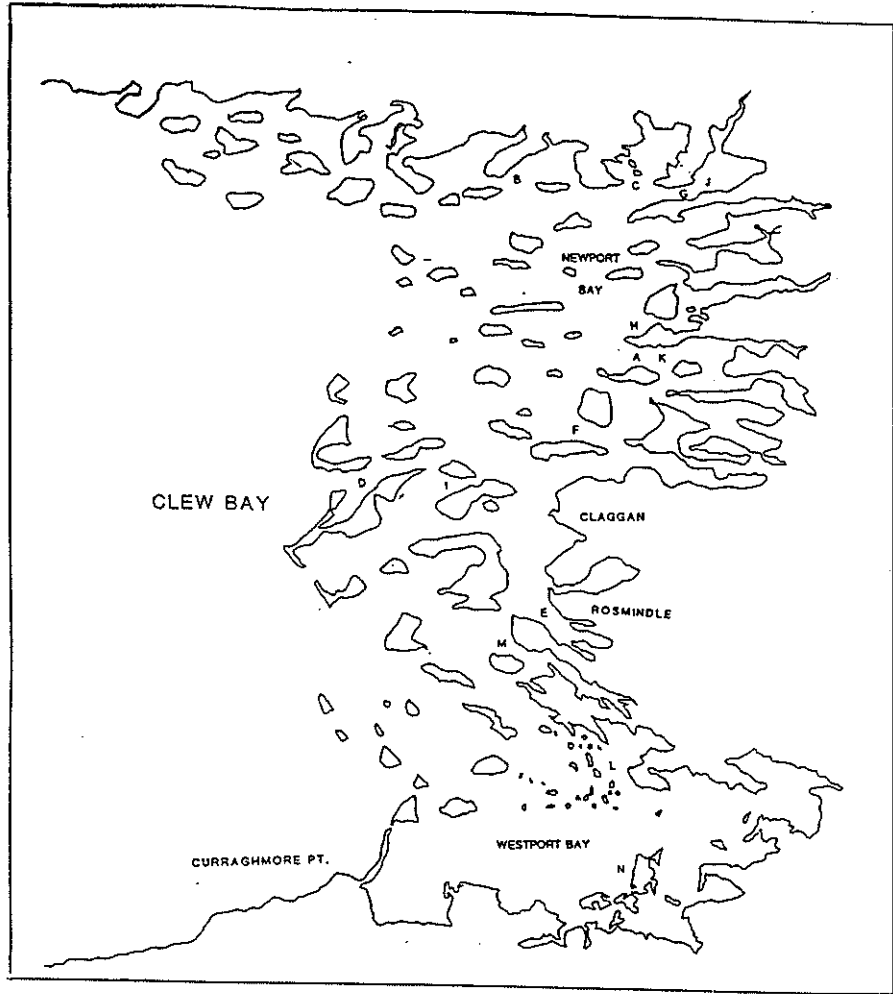 B
C
G
J
NEWPORT
BAY
H
A K
F
D
I
CLEW BAY
CLAGGAN
E
ROSMINDLE
M
L
WESTPORT BAY
CURRAGHMORE PT.
N